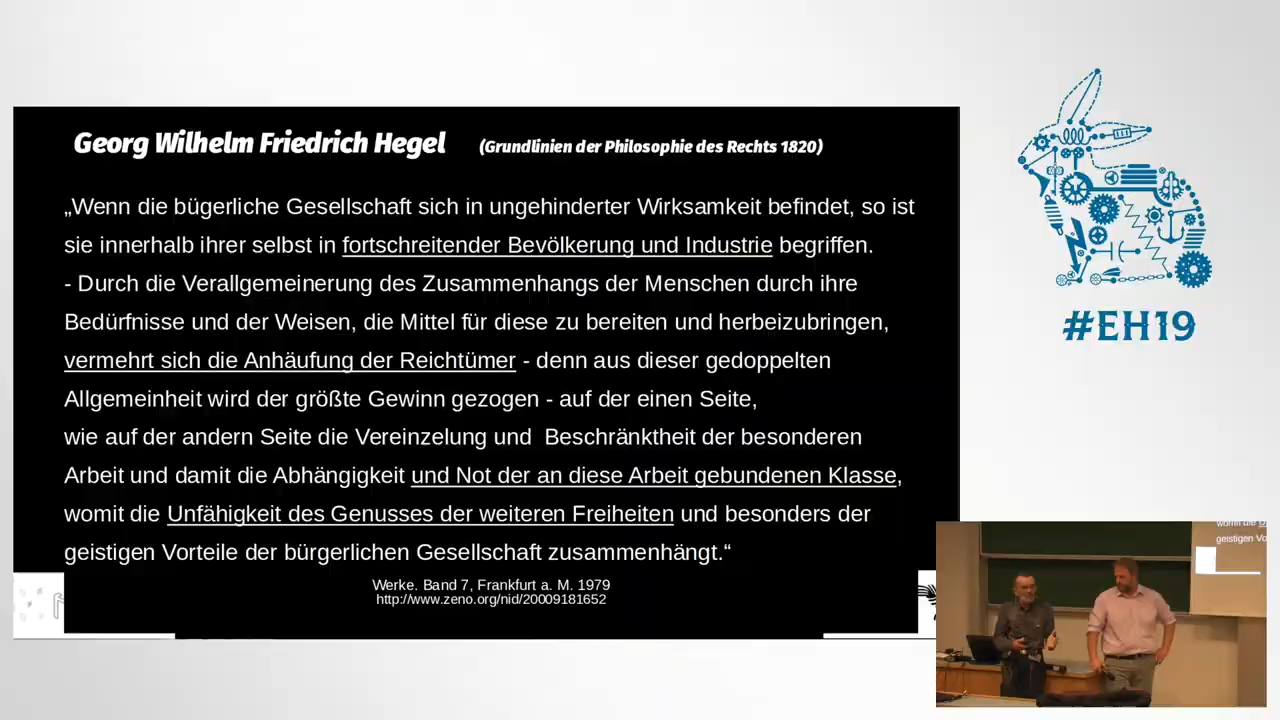 Georg Wilhelm Friedrich Hegel (Grundlinien der Philosophie des Rechts 1820)
„Wenn die bügerliche Gesellschaft sich in ungehinderter Wirksamkeit befindet, so ist
sie innerhalb ihrer selbst in fortschreitender Bevölkerung und Industrie begriffen.
- Durch die Verallgemeinerung des Zusammenhangs der Menschen durch ihre
Bedürfnisse und der Weisen, die Mittel für diese zu bereiten und herbeizubringen,
vermehrt sich die Anhäufung der Reichtümer - denn aus dieser gedoppelten
Allgemeinheit wird der größte Gewinn gezogen - auf der einen Seite,
wie auf der andern Seite die Vereinzelung und Beschränktheit der besonderen
Arbeit und damit die Abhängigkeit und Not der an diese Arbeit gebundenen Klasse,
womit die Unfähigkeit des Genusses der weiteren Freiheiten und besonders der
geistigen Vorteile der bürgerlichen Gesellschaft zusammenhängt.“
Werke. Band 7, Frankfurt a. M. 1979
http://www.zeno.org/nid/20009181652
#EH19
womit die
geistigen Vo